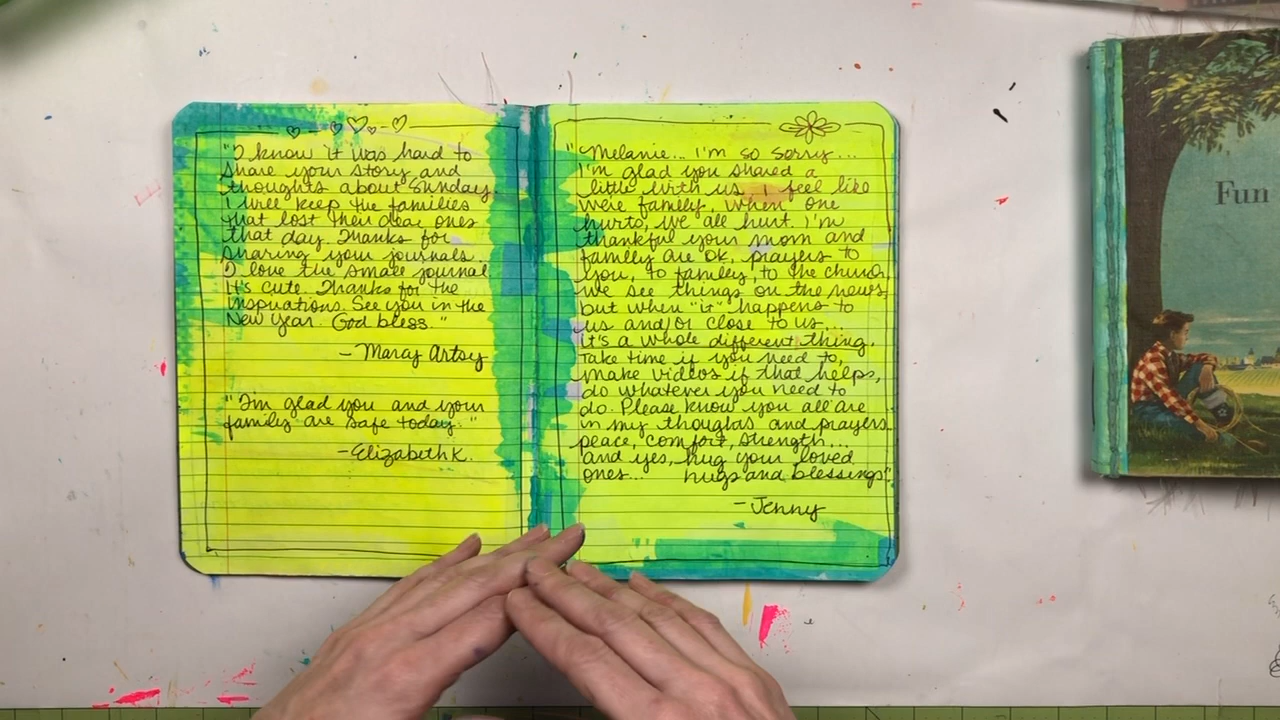 "I know it was hard to
share your story and
thoughts about Sunday.
I will keep the families
that lost their dear ones
that day. Thanks for
sharing your journals.
I love the small journal
it's cute. Thanks for the
inspirations. See you in the
New Year. God bless."
- Marcy Artsy
"I'm glad you and your
family are safe today."
- Elizabeth K.
"Melanie... I'm so sorry...
I'm glad you shared a
little with us, I feel like
we're family, when one
hurts, we all hurt. I'm
thankful your mom and
family are ok, prayers to
you, to family, to the church,
we see things on the news,
but when "it" happens to
us and/or close to us...
it's a whole different thing.
Take time if you need to,
make videos if that helps,
do whatever you need to
do. Please know you all are
in my thoughts and prayers
peace, comfort, strength...
and yes, hug your loved
ones... hugs and blessings"
- Jenny
Fun